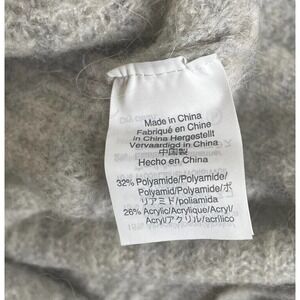 Made in China
Fabriqué en Chine
in China Hergestellt
Vervaardigd in China
中国製
Hecho en China
32% Polyamide/Polyamide/
Polyamid/Polyamide/ポ
リアミド/poliamida
26% Acrylic/Acrylique/Acryl/
Acryl/アクリル/acrílico